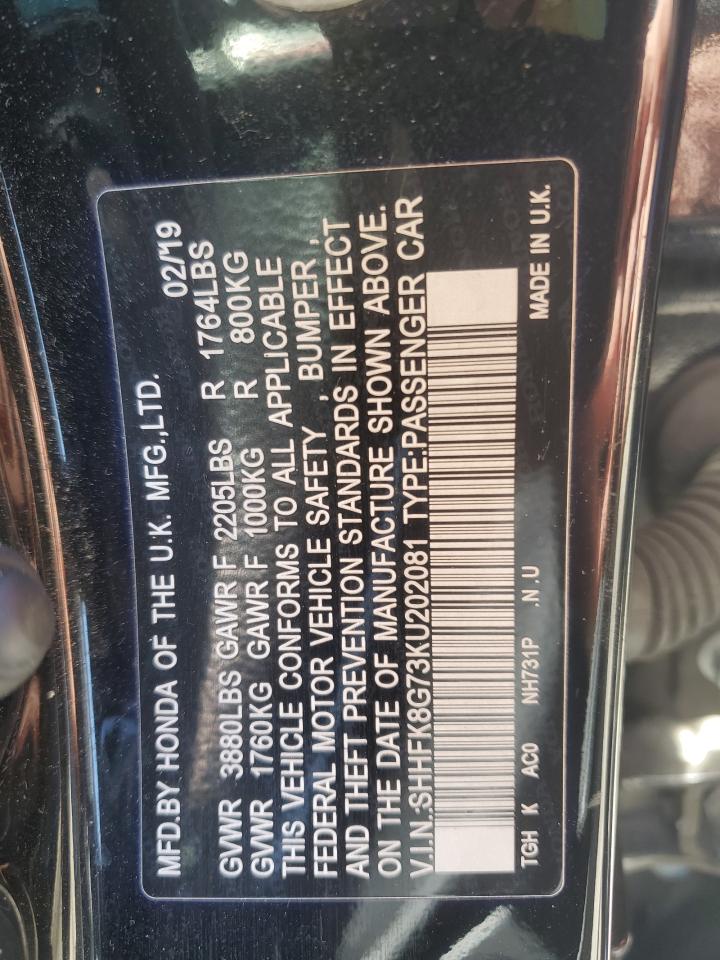 MFD.BY HONDA OF THE U.K. MFG.,LTD. 02/19
GVWR 3880LBS GAWR F 2205LBS R 1764LBS
GVWR 1760KG GAWR F 1000KG R 800KG
THIS VEHICLE CONFORMS TO ALL APPLICABLE
FEDERAL MOTOR VEHICLE SAFETY , BUMPER ,
AND THEFT PREVENTION STANDARDS IN EFFECT
ON THE DATE OF MANUFACTURE SHOWN ABOVE.
V.I.N.:SHHFK8G73KU202081 TYPE:PASSENGER CAR
TGH K AC0 NH731P .N .U MADE IN U.K.